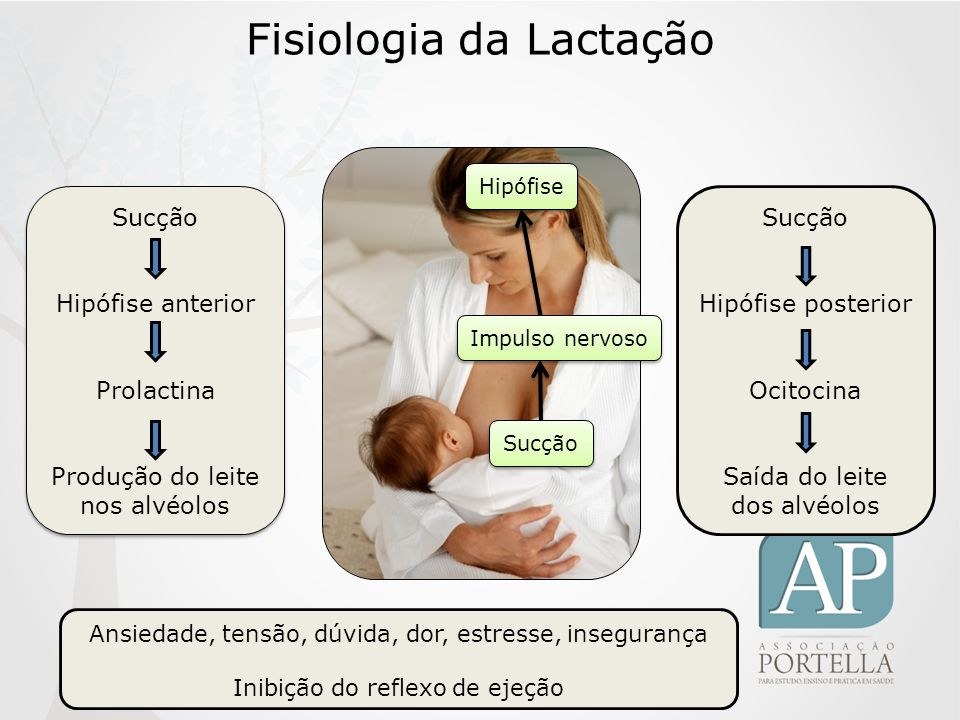 Fisiologia da Lactação
Sucção
Hipófise anterior
Prolactina
Produção do leite
nos alvéolos
Hipófise
Impulso nervoso
Sucção
Sucção
Hipófise posterior
Ocitocina
Saída do leite
dos alvéolos
Ansiedade, tensão, dúvida, dor, estresse, insegurança
Inibição do reflexo de ejeção
AP
ASSOCIAÇÃO
PORTELLA
PARA ESTUDO, ENSINO E PRÁTICA EM SAÚDE